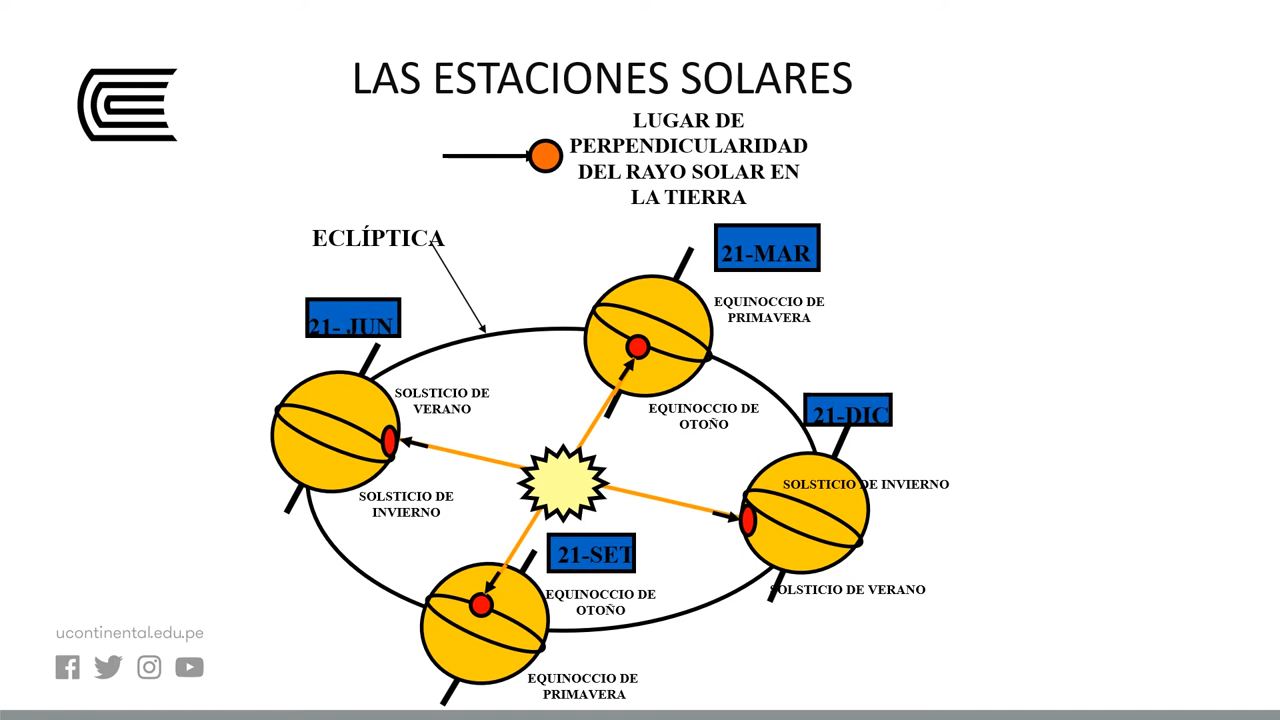 LAS ESTACIONES SOLARES
LUGAR DE
PERPENDICULARIDAD
DEL RAYO SOLAR EN
LA TIERRA
ECLÍPTICA
21-MAR
EQUINOCCIO DE
PRIMAVERA
EQUINOCCIO DE
OTOÑO
21- JUN
SOLSTICIO DE
VERANO
SOLSTICIO DE
INVIERNO
21-DIC
SOLSTICIO DE INVIERNO
SOLSTICIO DE VERANO
21-SET
EQUINOCCIO DE
OTOÑO
EQUINOCCIO DE
PRIMAVERA
ucontinental.edu.pe